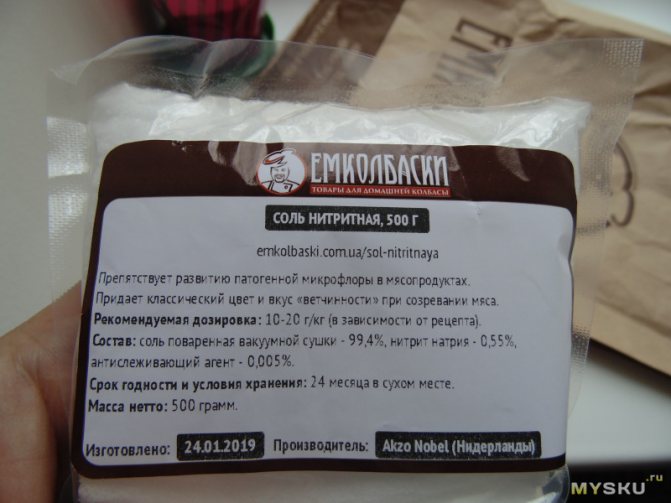 ЕМКОЛБАСКИ
ТОВАРЫ ДЛЯ ДОМАШНЕЙ КОЛБАСЫ
СОЛЬ НИТРИТНАЯ, 500 Г
emkolbaski.com.ua/sol-nitritnaya
Препятствует развитию патогенной микрофлоры в мясопродуктах.
Придает классический цвет и вкус «ветчинности» при созревании мяса.
Рекомендуемая дозировка: 10-20 г/кг (в зависимости от рецепта).
Состав: соль поваренная вакуумной сушки - 99,4%, нитрит натрия - 0,55%,
антислеживающий агент - 0,005%.
Срок годности и условия хранения: 24 месяца в сухом месте.
Масса нетто: 500 грамм.
Изготовлено: 24.01.2019 Производитель: Akzo Nobel (Нидерланды)
MYSKU.ru